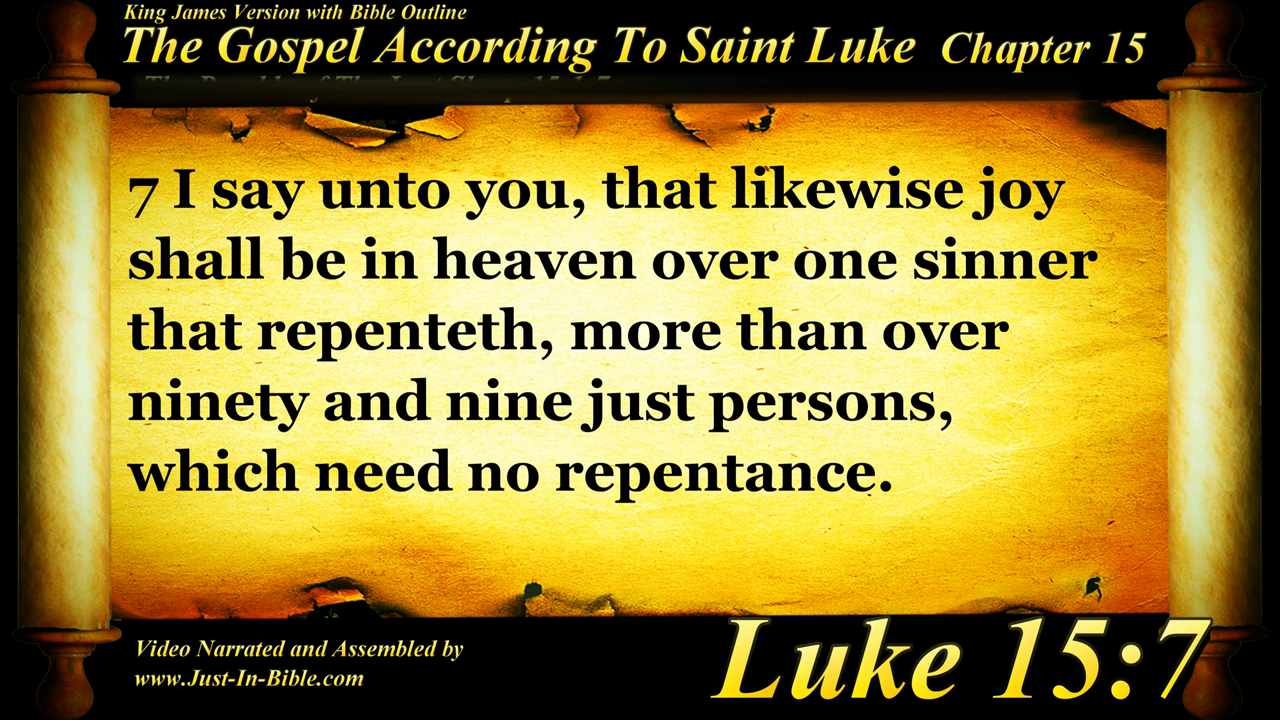 King James Version with Bible Outline
The Gospel According To Saint Luke Chapter 15
7 I say unto you, that likewise joy
shall be in heaven over one sinner
that repenteth, more than over
ninety and nine just persons,
which need no repentance.
Video Narrated and Assembled by
www.Just-In-Bible.com
Luke 15:7